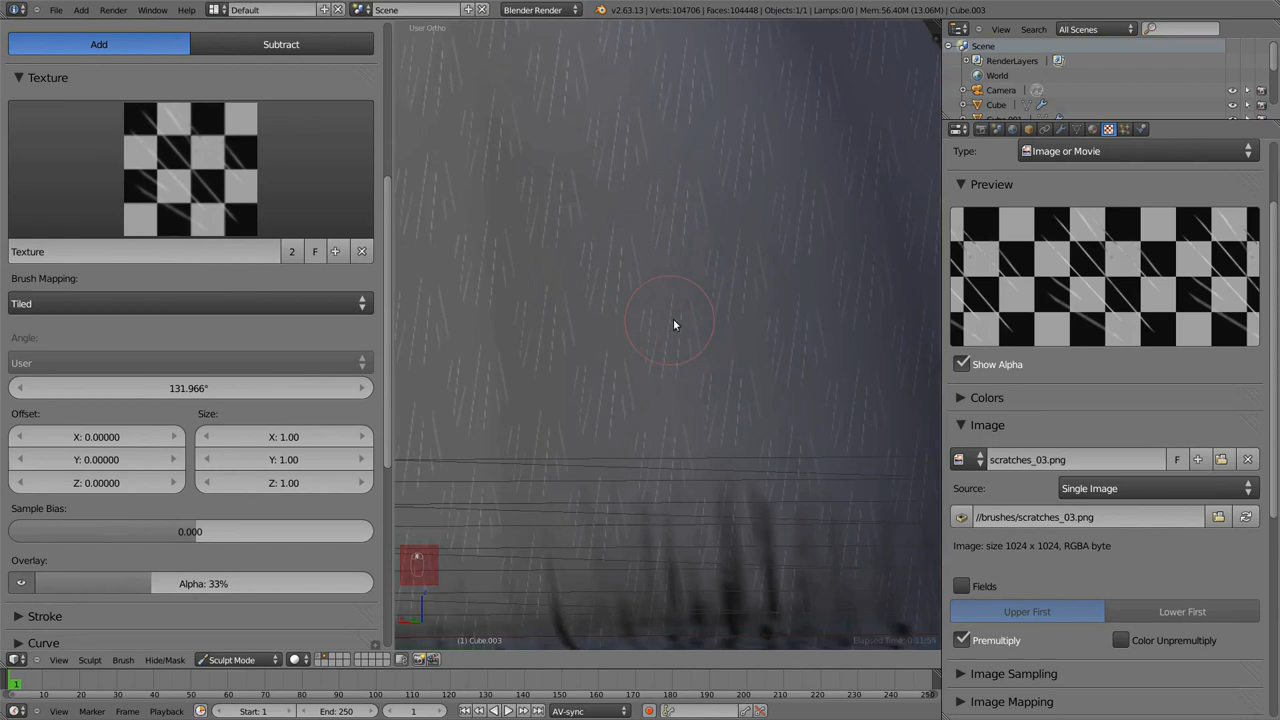 File Add Render Window Help Default Scene Blender Render v2.63.13 | Verts:104706 | Faces:104448 | Objects:1/1 | Lamps:0/0 | Mem:56.40M (13.06M) | Cube.003
Add Subtract
Texture
Texture 2 F
Brush Mapping:
Tiled
Angle:
User
131.966°
Offset: Size:
X: 0.00000 X: 1.00
Y: 0.00000 Y: 1.00
Z: 0.00000 Z: 1.00
Sample Bias:
0.000
Overlay:
Alpha: 33%
Stroke
Curve
User Ortho
(1) Cube.003
View Sculpt Brush Hide/Mask Sculpt Mode
0 10 20 30 40 50 60 70 80 90 100 110 120 130 140 150 160 170 180 190 200 210 220 230 240 250
1
View Marker Frame Playback Start: 1 End: 250 1 AV-sync
View Search All Scenes
Scene
RenderLayers
World
Camera
Cube
Type: Image or Movie
Preview
Show Alpha
Colors
Image
scratches_03.png F
Source: Single Image
//brushes/scratches_03.png
Image: size 1024 x 1024, RGBA byte
Fields
Upper First Lower First
Premultiply Color Unpremultiply
Image Sampling
Image Mapping